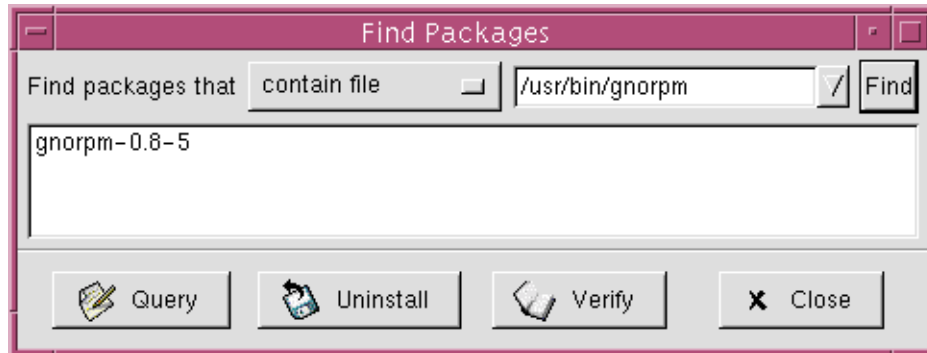 Find Packages
Find packages that contain file /usr/bin/gnorpm Find
gnorpm-0.8-5
Query Uninstall Verify Close